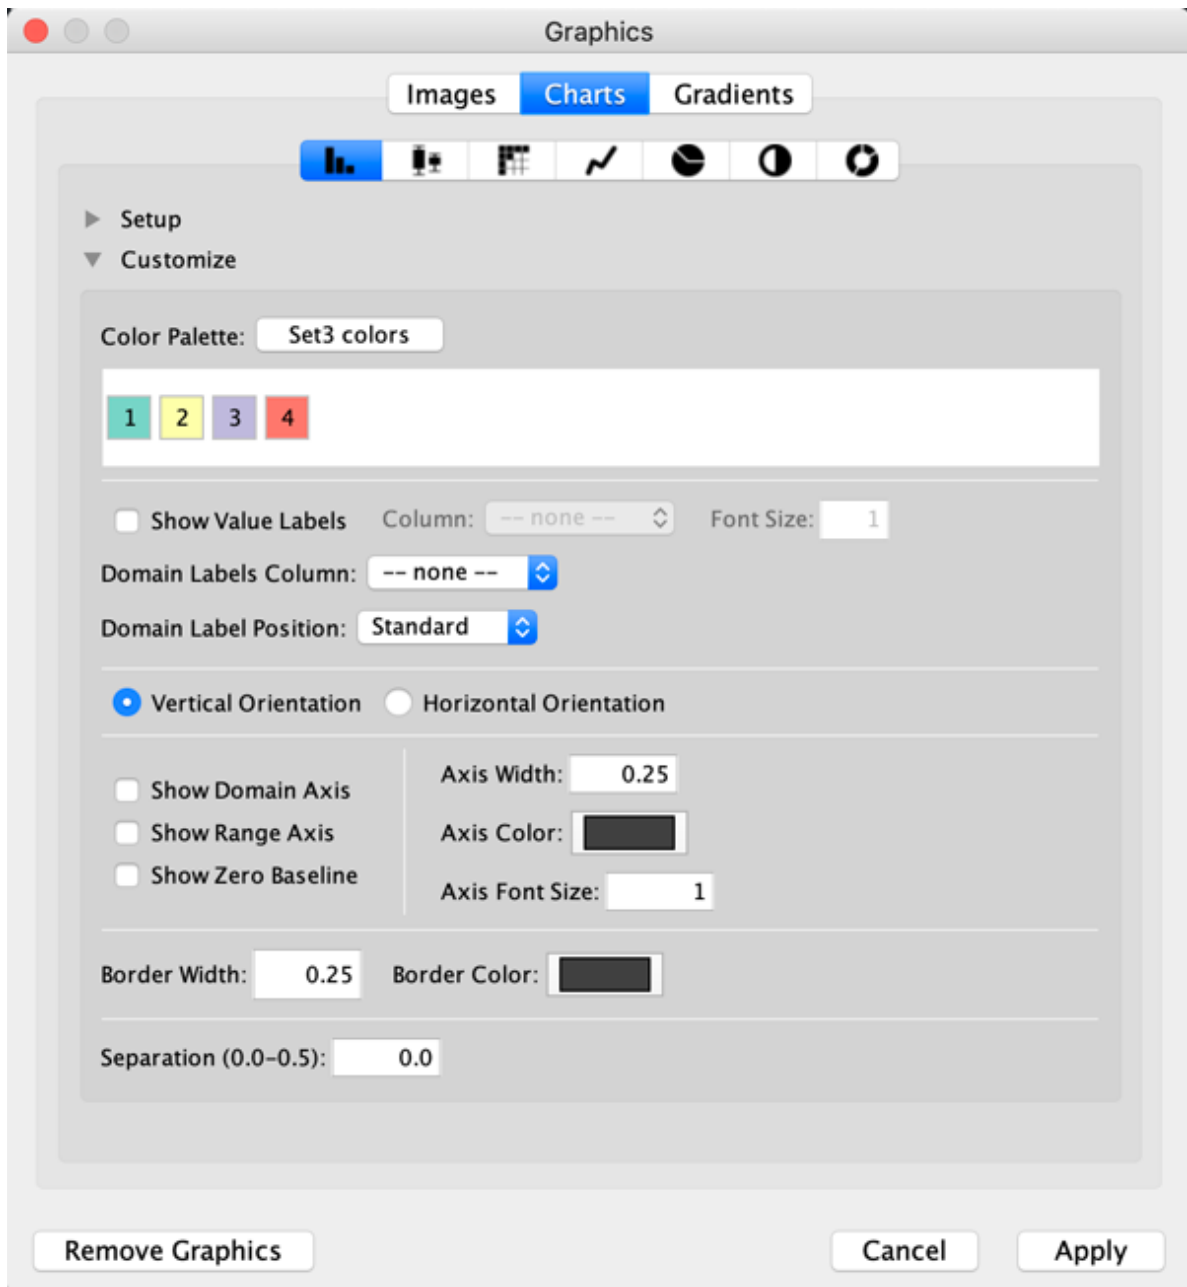 Graphics
Images Charts Gradients
Setup
Customize
Color Palette: Set3 colors
1 2 3 4
Show Value Labels Column: -- none -- Font Size: 1
Domain Labels Column: -- none --
Domain Label Position: Standard
Vertical Orientation Horizontal Orientation
Axis Width: 0.25
Show Domain Axis
Show Range Axis Axis Color:
Show Zero Baseline
Axis Font Size: 1
Border Width: 0.25 Border Color:
Separation (0.0-0.5): 0.0
Remove Graphics Cancel Apply